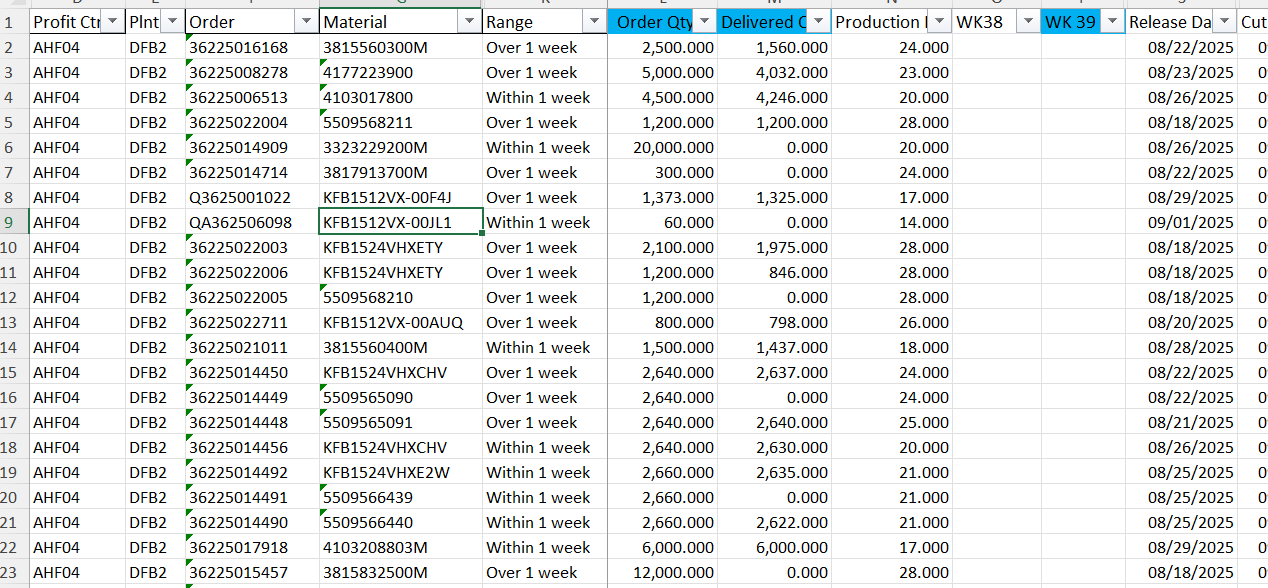 1 Profit Ctr Plnt Order Material Range Order Qty Delivered Production WK38 WK 39 Release Da Cut
2 AHF04 DFB2 36225016168 3815560300M Over 1 week 2,500.000 1,560.000 24.000 08/22/2025
3 AHF04 DFB2 36225008278 4177223900 Over 1 week 5,000.000 4,032.000 23.000 08/23/2025
4 AHF04 DFB2 36225006513 4103017800 Within 1 week 4,500.000 4,246.000 20.000 08/26/2025
5 AHF04 DFB2 36225022004 5509568211 Over 1 week 1,200.000 1,200.000 28.000 08/18/2025
6 AHF04 DFB2 36225014909 3323229200M Within 1 week 20,000.000 0.000 20.000 08/26/2025
7 AHF04 DFB2 36225014714 3817913700M Over 1 week 300.000 0.000 24.000 08/22/2025
8 AHF04 DFB2 Q3625001022 KFB1512VX-00F4J Over 1 week 1,373.000 1,325.000 17.000 08/29/2025
9 AHF04 DFB2 QA362506098 KFB1512VX-00JL1 Within 1 week 60.000 0.000 14.000 09/01/2025
10 AHF04 DFB2 36225022003 KFB1524VHXETY Over 1 week 2,100.000 1,975.000 28.000 08/18/2025
11 AHF04 DFB2 36225022006 KFB1524VHXETY Over 1 week 1,200.000 846.000 28.000 08/18/2025
12 AHF04 DFB2 36225022005 5509568210 Over 1 week 1,200.000 0.000 28.000 08/18/2025
13 AHF04 DFB2 36225022711 KFB1512VX-00AUQ Over 1 week 800.000 798.000 26.000 08/20/2025
14 AHF04 DFB2 36225021011 3815560400M Within 1 week 1,500.000 1,437.000 18.000 08/28/2025
15 AHF04 DFB2 36225014450 KFB1524VHXCHV Over 1 week 2,640.000 2,637.000 24.000 08/22/2025
16 AHF04 DFB2 36225014449 5509565090 Over 1 week 2,640.000 0.000 24.000 08/22/2025
17 AHF04 DFB2 36225014448 5509565091 Over 1 week 2,640.000 2,640.000 25.000 08/21/2025
18 AHF04 DFB2 36225014456 KFB1524VHXCHV Within 1 week 2,640.000 2,630.000 20.000 08/26/2025
19 AHF04 DFB2 36225014492 KFB1524VHXE2W Within 1 week 2,660.000 2,635.000 21.000 08/25/2025
20 AHF04 DFB2 36225014491 5509566439 Within 1 week 2,660.000 0.000 21.000 08/25/2025
21 AHF04 DFB2 36225014490 5509566440 Within 1 week 2,660.000 2,622.000 21.000 08/25/2025
22 AHF04 DFB2 36225017918 4103208803M Within 1 week 6,000.000 6,000.000 17.000 08/29/2025
23 AHF04 DFB2 36225015457 3815832500M Over 1 week 12,000.000 0.000 28.000 08/18/2025